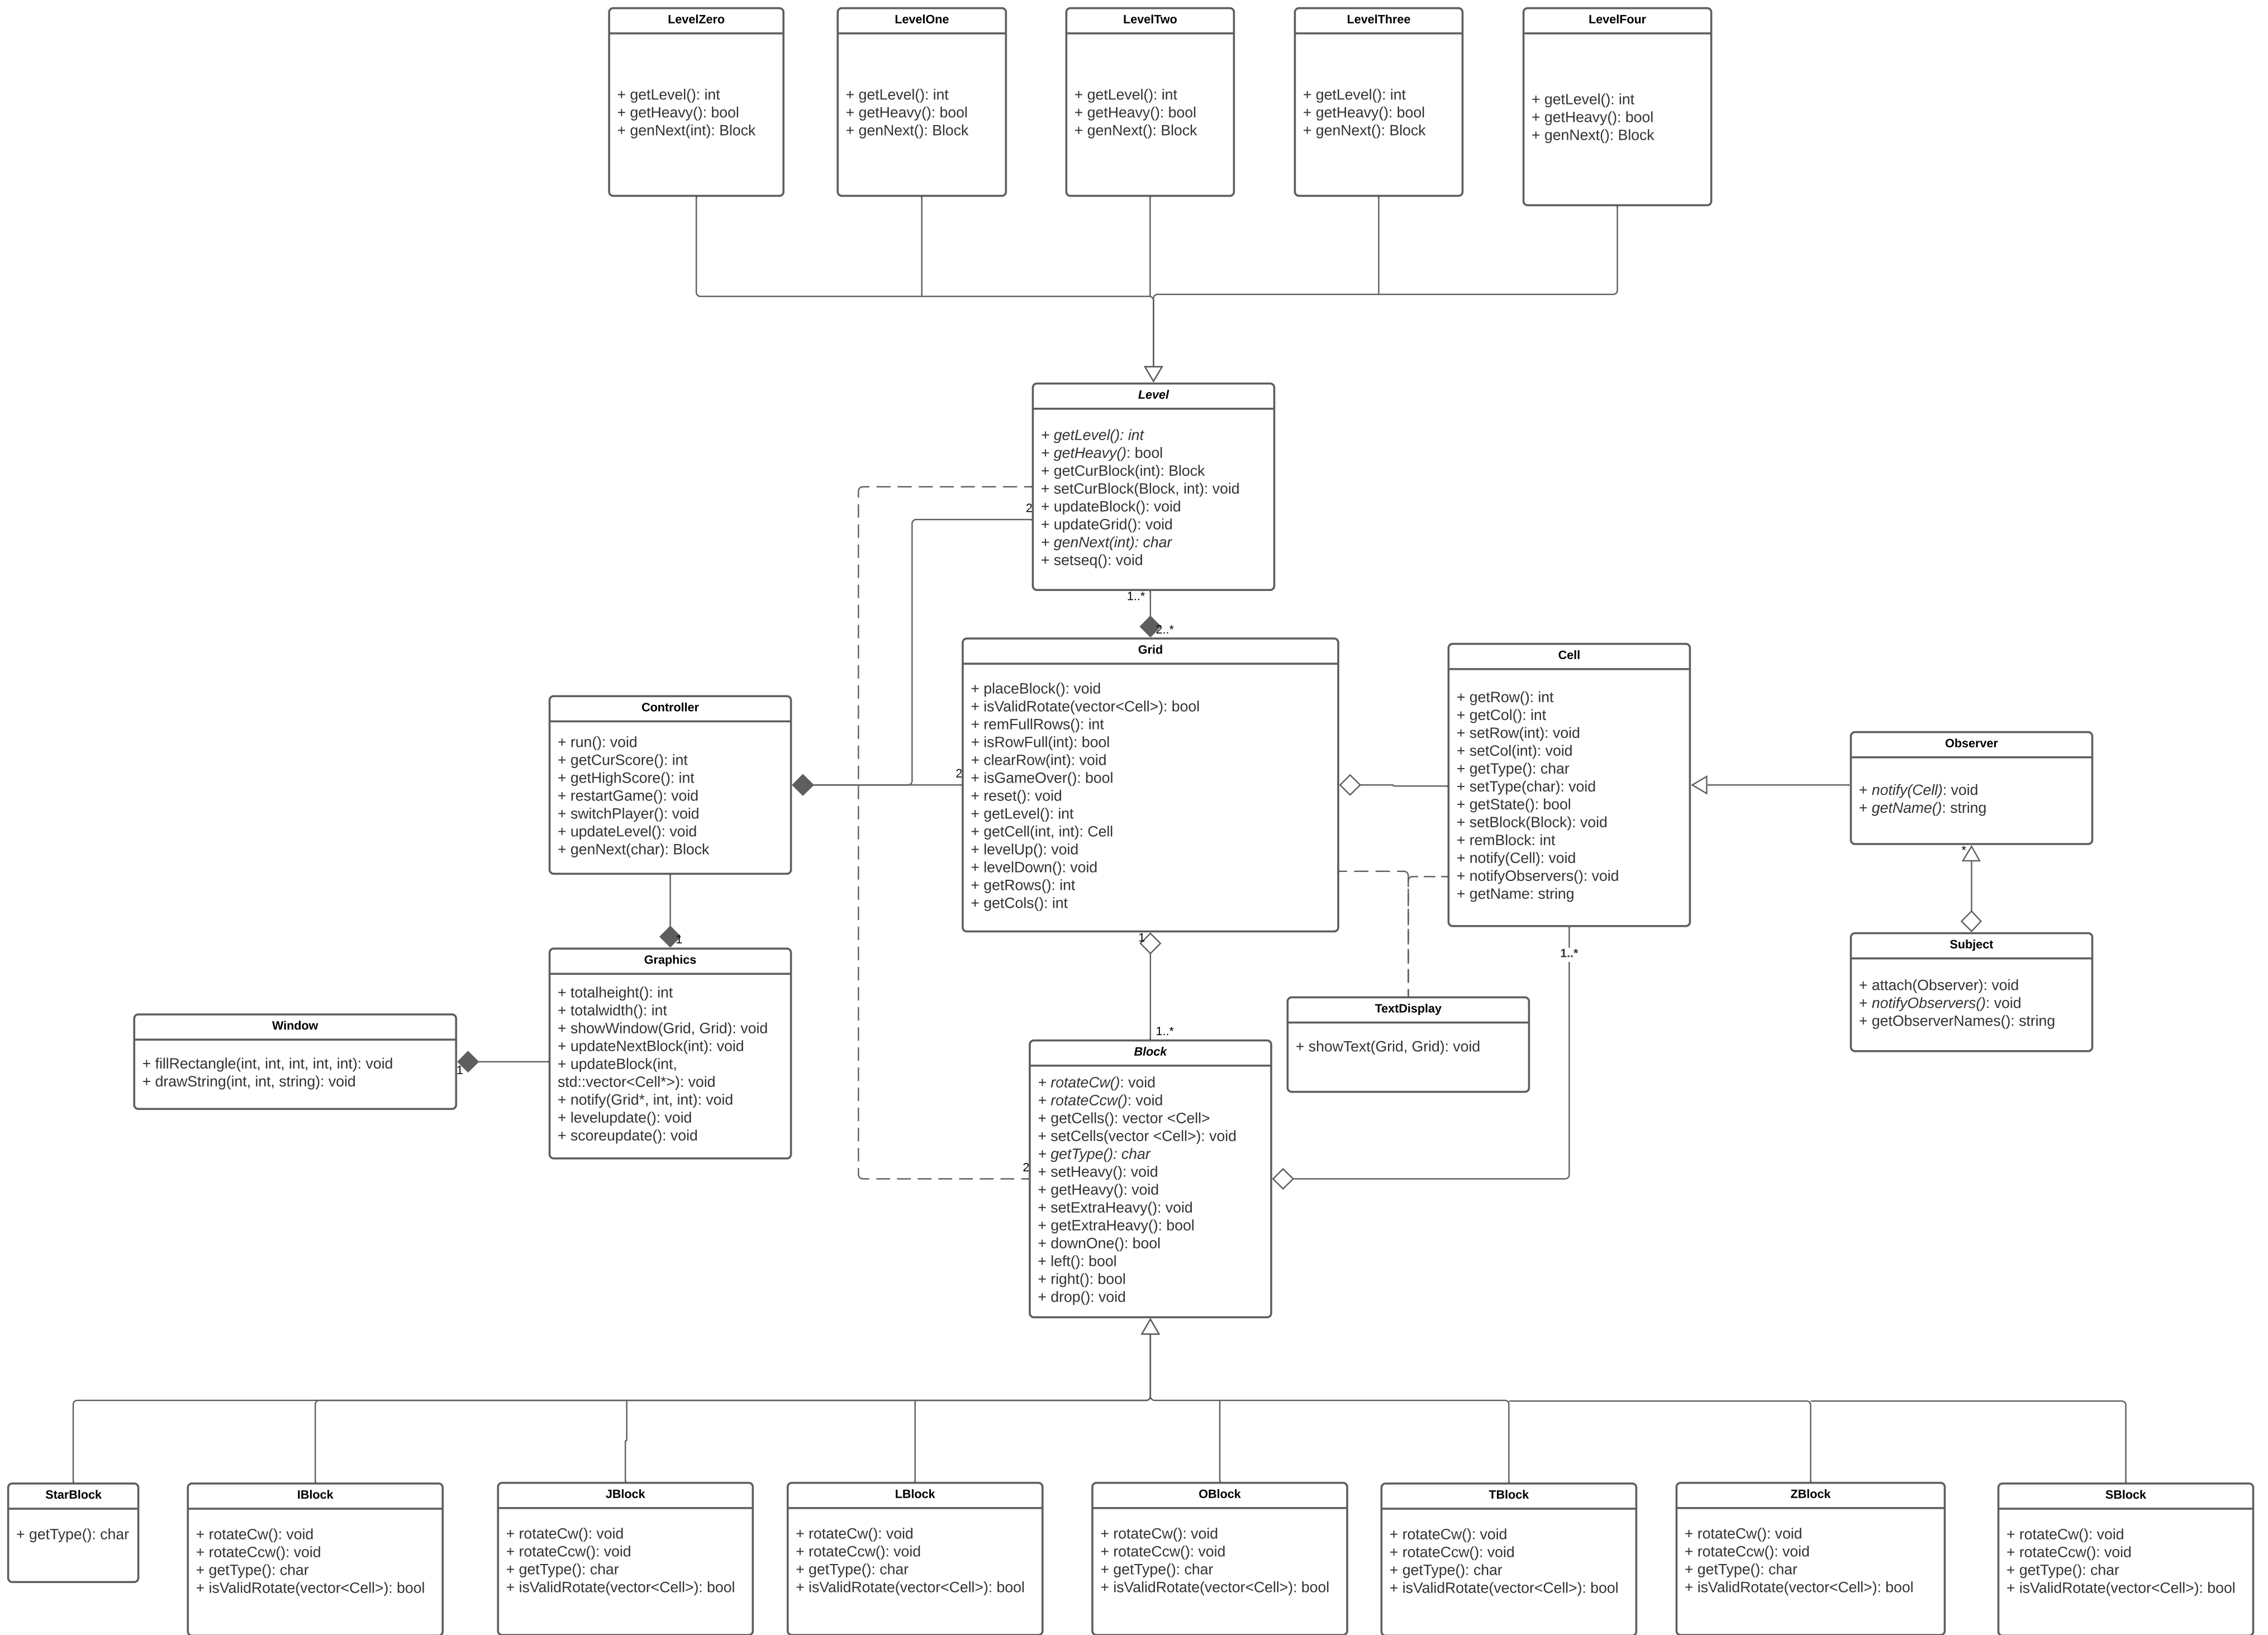 LevelZero
+ getLevel(): int
+ getHeavy(): bool
+ genNext(int): Block
LevelOne
+ getLevel(): int
+ getHeavy(): bool
+ genNext(): Block
LevelTwo
+ getLevel(): int
+ getHeavy(): bool
+ genNext(): Block
LevelThree
+ getLevel(): int
+ getHeavy(): bool
+ genNext(): Block
LevelFour
+ getLevel(): int
+ getHeavy(): bool
+ genNext(): Block
Level
+ getLevel(): int
+ getHeavy(): bool
+ getCurBlock(int): Block
+ setCurBlock(Block, int): void
+ updateBlock(): void
+ updateGrid(): void
+ genNext(int): char
+ setseq(): void
2
1..*
2..*
Grid
+ placeBlock(): void
+ isValidRotate(vector<Cell>): bool
+ remFullRows(): int
+ isRowFull(int): bool
+ clearRow(int): void
+ isGameOver(): bool
+ reset(): void
+ getLevel(): int
+ getCell(int, int): Cell
+ levelUp(): void
+ levelDown(): void
+ getRows(): int
+ getCols(): int
2
1
Cell
+ getRow(): int
+ getCol(): int
+ setRow(int): void
+ setCol(int): void
+ getType(): char
+ setType(char): void
+ getState(): bool
+ setBlock(Block): void
+ remBlock: int
+ notify(Cell): void
+ notifyObservers(): void
+ getName: string
1..*
Controller
+ run(): void
+ getCurScore(): int
+ getHighScore(): int
+ restartGame(): void
+ switchPlayer(): void
+ updateLevel(): void
+ genNext(char): Block
1
Observer
+ notify(Cell): void
+ getName(): string
*
Subject
+ attach(Observer): void
+ notifyObservers(): void
+ getObserverNames(): string
Graphics
+ totalheight(): int
+ totalwidth(): int
+ showWindow(Grid, Grid): void
+ updateNextBlock(int): void
+ updateBlock(int,
std::vector<Cell*>): void
+ notify(Grid*, int, int): void
+ levelupdate(): void
+ scoreupdate(): void
Window
+ fillRectangle(int, int, int, int, int): void
+ drawString(int, int, string): void
1
TextDisplay
+ showText(Grid, Grid): void
1..*
Block
+ rotateCw(): void
+ rotateCcw(): void
+ getCells(): vector <Cell>
+ setCells(vector <Cell>): void
+ getType(): char
+ setHeavy(): void
+ getHeavy(): void
+ setExtraHeavy(): void
+ getExtraHeavy(): bool
+ downOne(): bool
+ left(): bool
+ right(): bool
+ drop(): void
2
StarBlock
+ getType(): char
IBlock
+ rotateCw(): void
+ rotateCcw(): void
+ getType(): char
+ isValidRotate(vector<Cell>): bool
JBlock
+ rotateCw(): void
+ rotateCcw(): void
+ getType(): char
+ isValidRotate(vector<Cell>): bool
LBlock
+ rotateCw(): void
+ rotateCcw(): void
+ getType(): char
+ isValidRotate(vector<Cell>): bool
OBlock
+ rotateCw(): void
+ rotateCcw(): void
+ getType(): char
+ isValidRotate(vector<Cell>): bool
TBlock
+ rotateCw(): void
+ rotateCcw(): void
+ getType(): char
+ isValidRotate(vector<Cell>): bool
ZBlock
+ rotateCw(): void
+ rotateCcw(): void
+ getType(): char
+ isValidRotate(vector<Cell>): bool
SBlock
+ rotateCw(): void
+ rotateCcw(): void
+ getType(): char
+ isValidRotate(vector<Cell>): bool